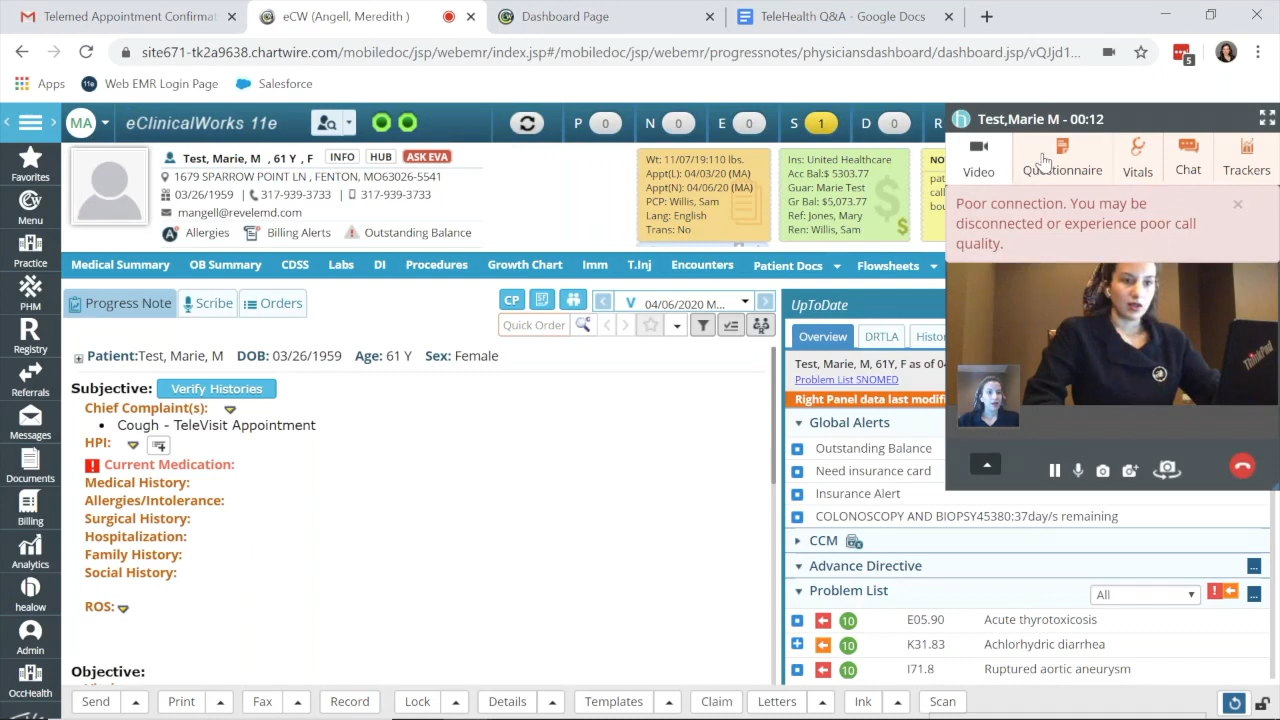 Telemed Appointment Confirmat
eCW (Angell, Meredith )
Dashboard Page
TeleHealth Q&A - Google Docs
site671-tk2a9638.chartwire.com/mobiledoc/jsp/webemr/index.jsp#/mobiledoc/jsp/webemr/progressnotes/physiciansdashboard/dashboard.jsp/vQJjd1...
5
Apps
11e Web EMR Login Page
Salesforce
MA
eClinicalWorks 11e
P 0
N 0
E 0
S 1
D 0
R
Test,Marie M - 00:12
Video
Questionnaire
Vitals
Chat
Trackers
Poor connection. You may be
disconnected or experience poor call
quality.
ThinkPad
Favorites
Menu
Practice
PHM
Registry
Referrals
Messages
Documents
Billing
Analytics
healow
Admin
OccHealth
Test, Marie, M , 61 Y , F
INFO
HUB
ASK EVA
1679 SPARROW POINT LN , FENTON, MO63026-5541
03/26/1959
317-939-3733
317-939-3733
mangell@revelemd.com
Allergies
Billing Alerts
Outstanding Balance
Wt: 11/07/19:110 lbs.
Appt(L): 04/03/20 (MA)
Appt(N): 04/06/20 (MA)
PCP: Willis, Sam
Lang: English
Trans: No
Ins: United Healthcare
Acc Bal:$ 5303.77
Guar: Marie Test
Gr Bal: $5,073.77
Ref: Jones, Mary
Ren: Willis, Sam
NO
pat
call
bou
Medical Summary
OB Summary
CDSS
Labs
DI
Procedures
Growth Chart
Imm
T.Inj
Encounters
Patient Docs
Flowsheets
Progress Note
Scribe
Orders
CP
V 04/06/2020 M...
Quick Order
Patient:Test, Marie, M DOB: 03/26/1959 Age: 61 Y Sex: Female
Subjective:
Verify Histories
Chief Complaint(s):
• Cough - TeleVisit Appointment
HPI:
Current Medication:
Medical History:
Allergies/Intolerance:
Surgical History:
Hospitalization:
Family History:
Social History:
ROS:
Objective:
UpToDate
Overview
DRTLA
Histor
Test, Marie, M, 61Y, F as of 04
Problem List SNOMED
Right Panel data last modifi
Global Alerts
Outstanding Balance
Need insurance card
Insurance Alert
COLONOSCOPY AND BIOPSY45380:37day/s remaining
CCM
Advance Directive
...
Problem List
All
...
10 E05.90 Acute thyrotoxicosis
10 K31.83 Achlorhydric diarrhea
10 I71.8 Ruptured aortic aneurysm
Send
Print
Fax
Record
Lock
Details
Templates
Claim
Letters
Ink
Scan